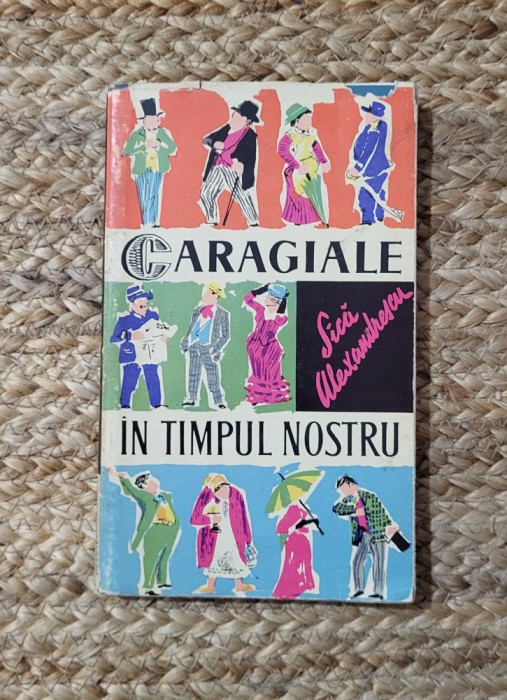 CARAGIALE
Sică
Alexandrescu
ÎN TIMPUL NOSTRU